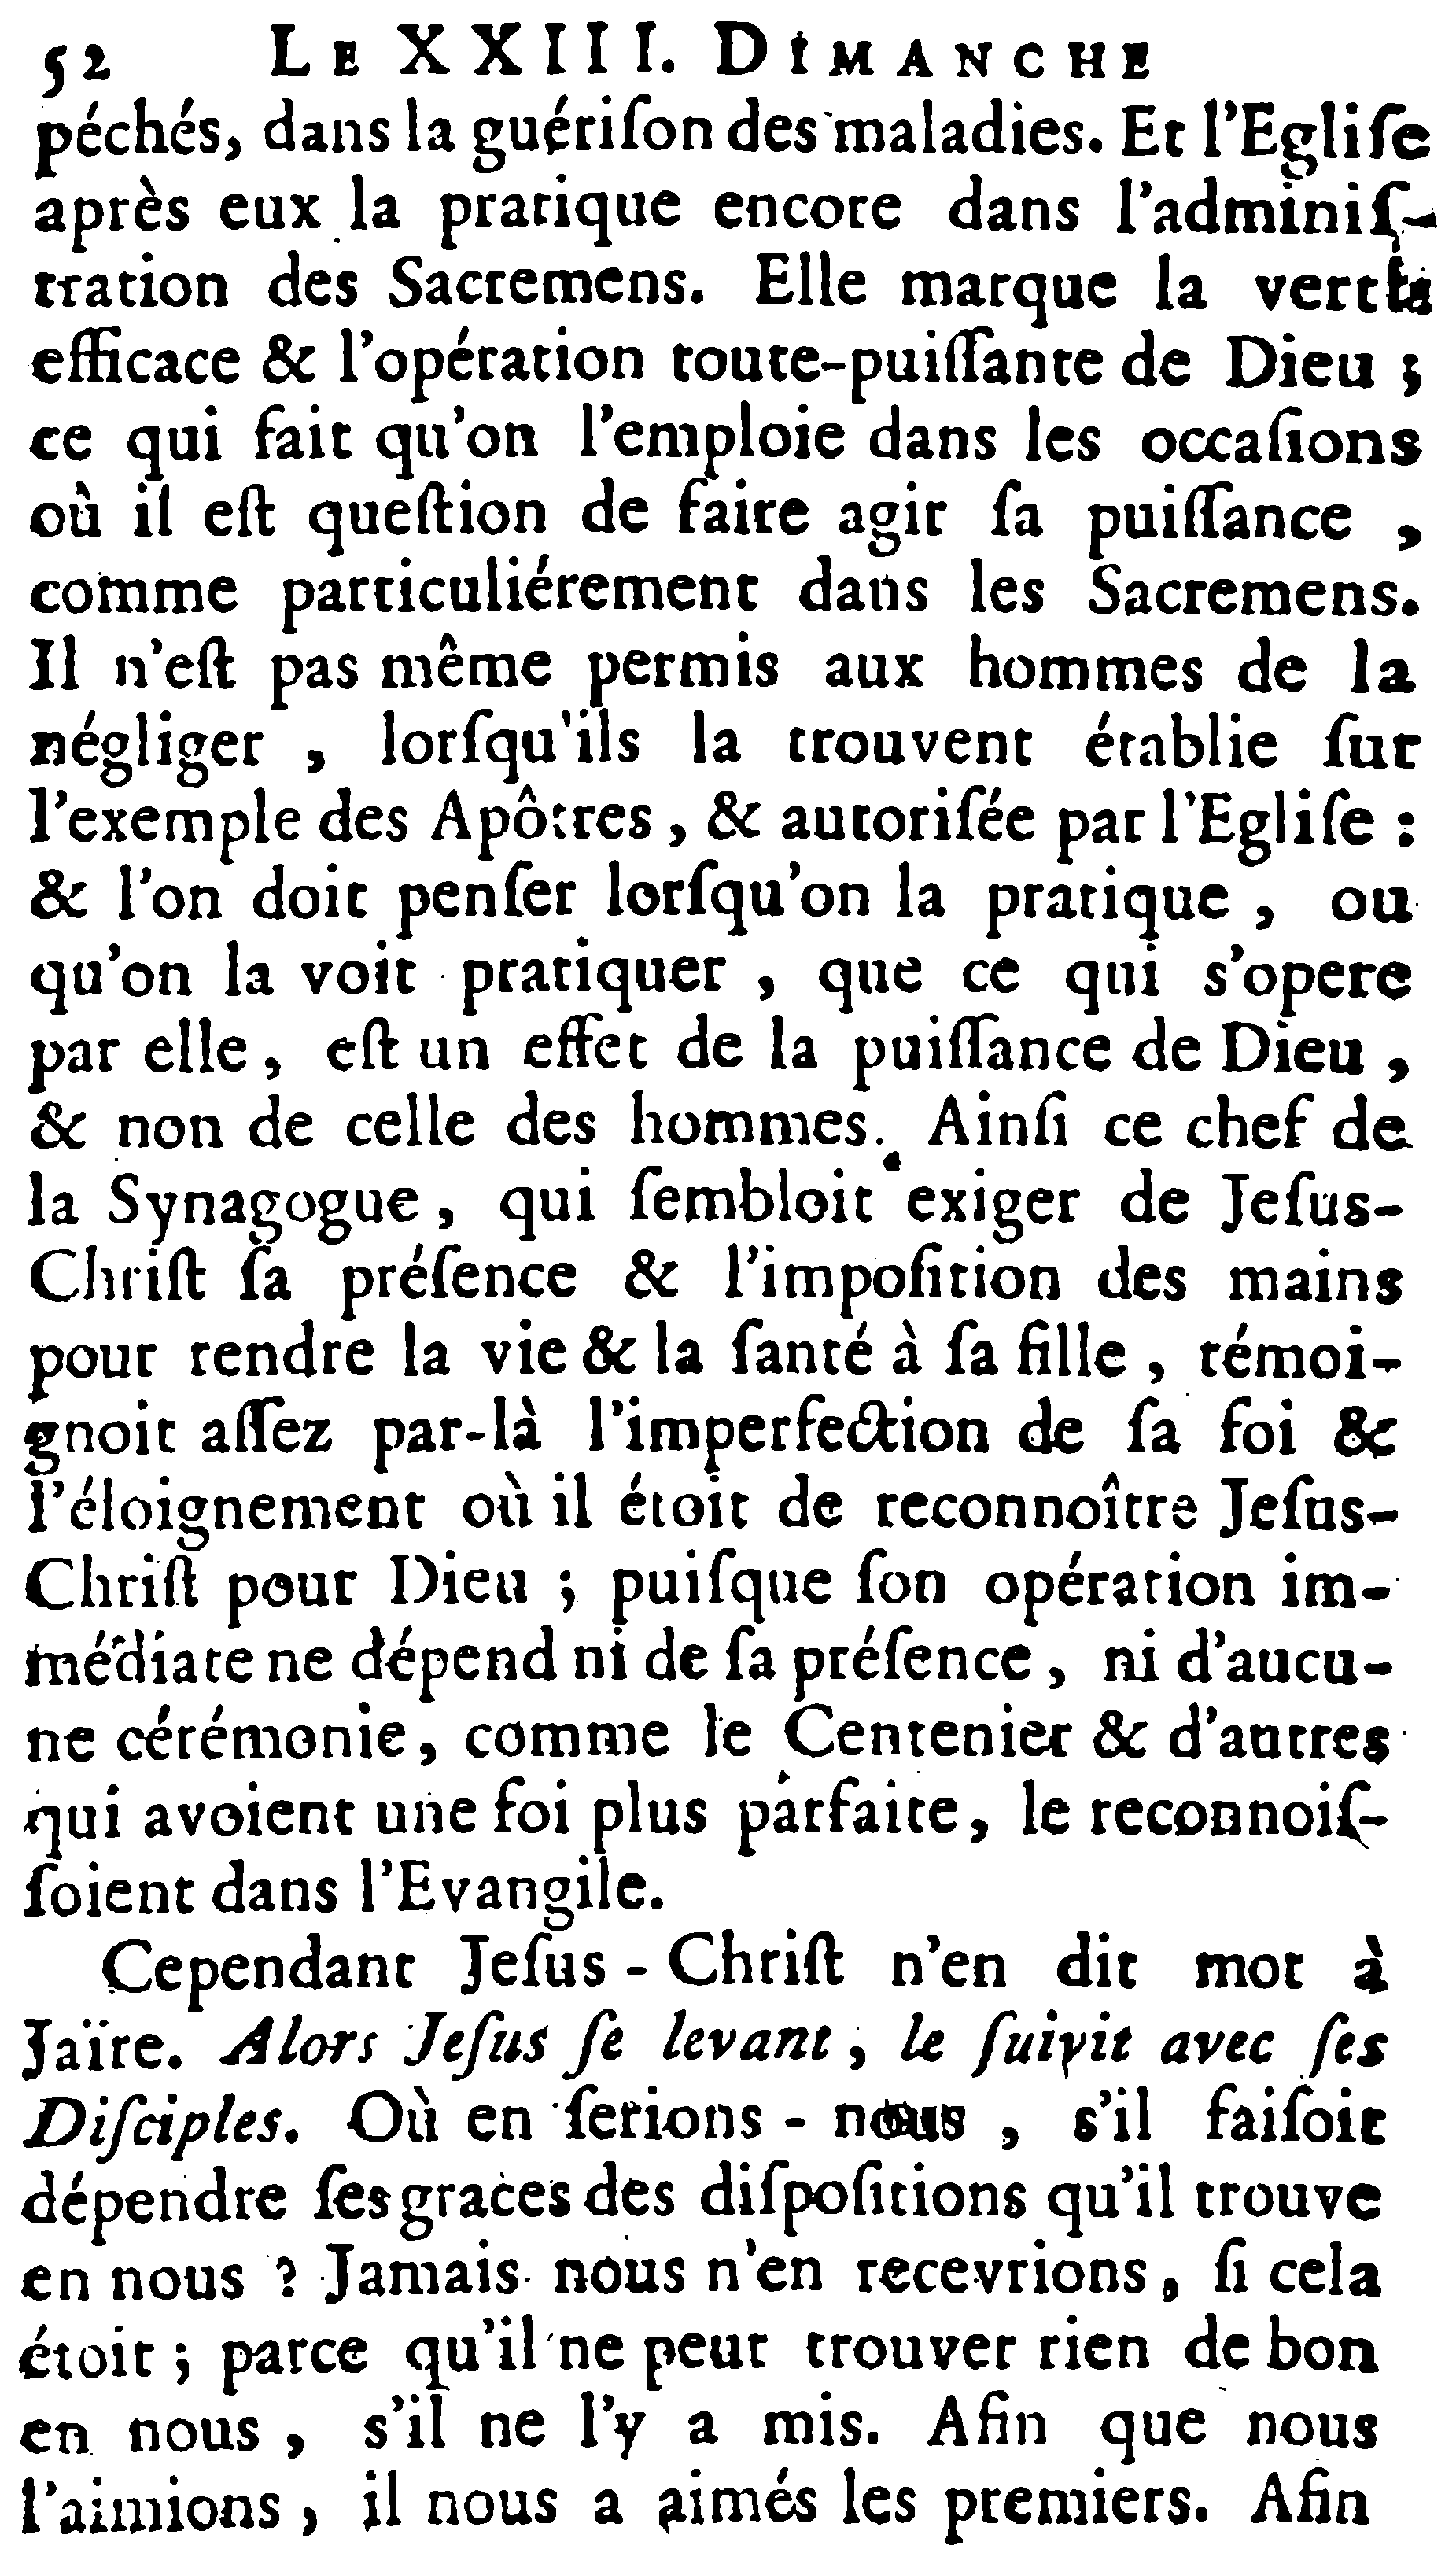 52 LE XXIII. DIMANCHE
péchés, dans la guériſon des maladies. Et l'Egliſe
après eux la pratique encore dans l'adminiſ-
tration des Sacremens. Elle marque la vertu
efficace & l'opération toute-puiſſante de Dieu ;
ce qui fait qu'on l'emploie dans les occaſions
où il eſt queſtion de faire agir ſa puiſſance ,
comme particuliérement dans les Sacremens.
Il n'eſt pas même permis aux hommes de la
négliger , lorſqu'ils la trouvent établie ſur
l'exemple des Apôtres , & autoriſée par l'Egliſe :
& l'on doit penſer lorſqu'on la pratique , ou
qu'on la voit pratiquer , que ce qui s'opere
par elle , eſt un effet de la puiſſance de Dieu ,
& non de celle des hommes. Ainſi ce chef de
la Synagogue , qui ſembloit exiger de Jeſus-
Chriſt ſa préſence & l'impoſition des mains
pour rendre la vie & la ſanté à ſa fille , témoi-
gnoit aſſez par-là l'imperfection de ſa foi &
l'éloignement où il étoit de reconnoître Jeſus-
Chriſt pour Dieu ; puiſque ſon opération im-
médiate ne dépend ni de ſa préſence , ni d'aucu-
ne cérémonie, comme le Centenier & d'autres
qui avoient une foi plus parfaite, le reconnoiſ-
ſoient dans l'Evangile.
Cependant Jeſus - Chriſt n'en dit mot à
Jaïre. Alors Jeſus ſe levant , le ſuivit avec ſes
Diſciples. Où en ſerions - nous , s'il faiſoit
dépendre ſes graces des diſpoſitions qu'il trouve
en nous ? Jamais nous n'en recevrions, ſi cela
étoit ; parce qu'il ne peut trouver rien de bon
en nous , s'il ne l'y a mis. Afin que nous
l'aimions , il nous a aimés les premiers. Afin